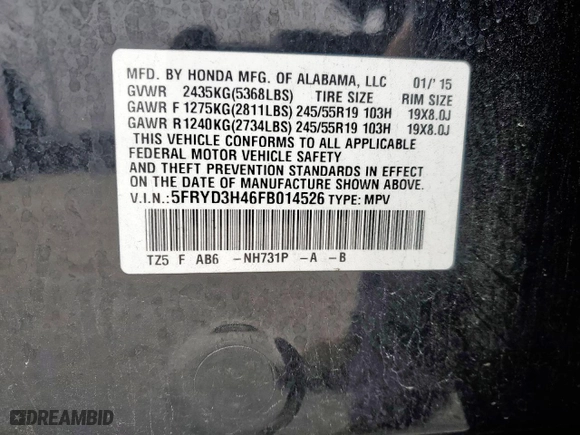 MFD. BY HONDA MFG. OF ALABAMA, LLC 01/' 15
GVWR 2435KG(5368LBS) TIRE SIZE RIM SIZE
GAWR F 1275KG(2811LBS) 245/55R19 103H 19X8.0J
GAWR R1240KG(2734LBS) 245/55R19 103H 19X8.0J
THIS VEHICLE CONFORMS TO ALL APPLICABLE
FEDERAL MOTOR VEHICLE SAFETY
AND THEFT PREVENTION STANDARDS IN EFFECT
ON THE DATE OF MANUFACTURE SHOWN ABOVE.
V.I.N.: 5FRYD3H46FB014526 TYPE: MPV
TZ5 F AB6 -NH731P -A -B
DREAMBID